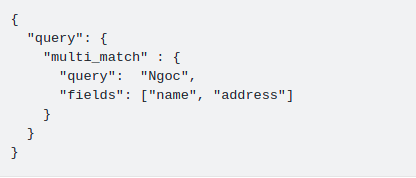 {
  "query": {
    "multi_match" : {
      "query":  "Ngoc",
      "fields": ["name", "address"]
    }
  }
}